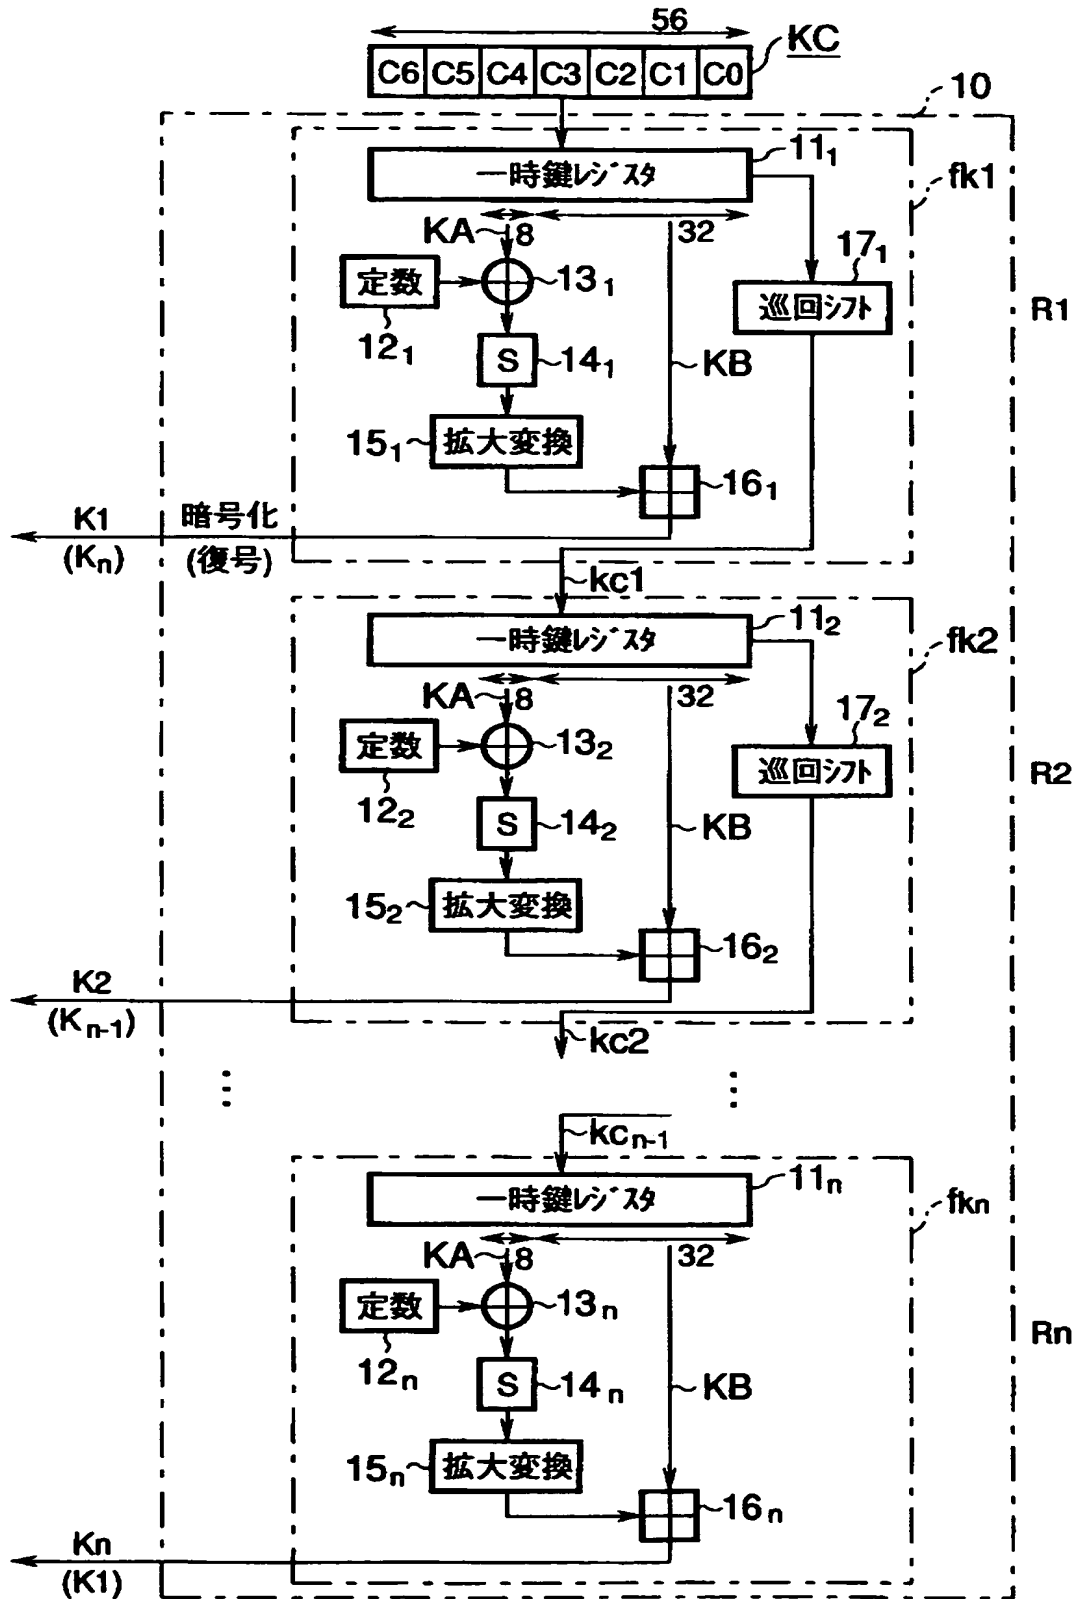 56
KC
C6 C5 C4 C3 C2 C1 C0
10
一時鍵レジスタ
11₁
fk1
KA
8
32
定数
12₁
13₁
17₁
巡回シフト
R1
S
14₁
KB
15₁
拡大変換
16₁
K1
(Kn)
暗号化
(復号)
kc1
一時鍵レジスタ
11₂
fk2
KA
8
32
定数
12₂
13₂
17₂
巡回シフト
R2
S
14₂
KB
15₂
拡大変換
16₂
K2
(Kn-1)
kc2
⋮
⋮
kcn-1
一時鍵レジスタ
11n
fkn
KA
8
32
定数
12n
13n
Rn
S
14n
KB
15n
拡大変換
16n
Kn
(K1)